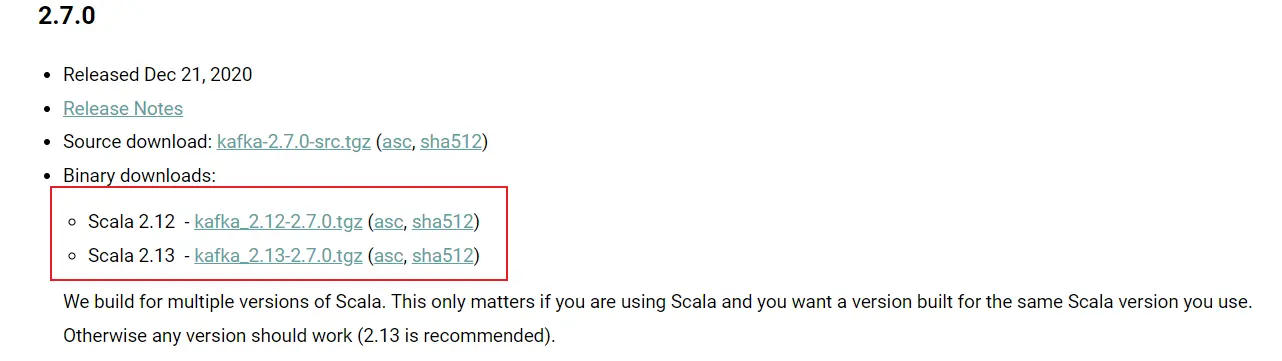 2.7.0
• Released Dec 21, 2020
• Release Notes
• Source download: kafka-2.7.0-src.tgz (asc, sha512)
• Binary downloads:
◦ Scala 2.12 - kafka_2.12-2.7.0.tgz (asc, sha512)
◦ Scala 2.13 - kafka_2.13-2.7.0.tgz (asc, sha512)
We build for multiple versions of Scala. This only matters if you are using Scala and you want a version built for the same Scala version you use.
Otherwise any version should work (2.13 is recommended).